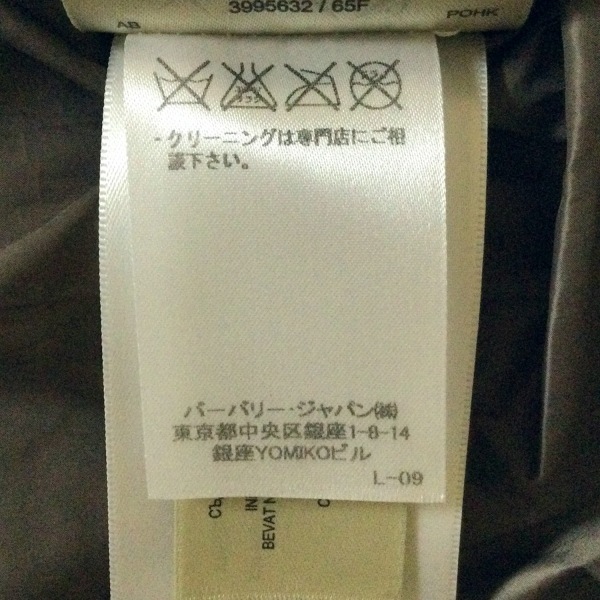 3995632 / 65F
AB
POHK
・クリーニングは専門店にご相
談下さい。
バーバリー・ジャパン㈱
東京都中央区銀座1-8-14
銀座YOMIKOビル
L-09
BEVAT N